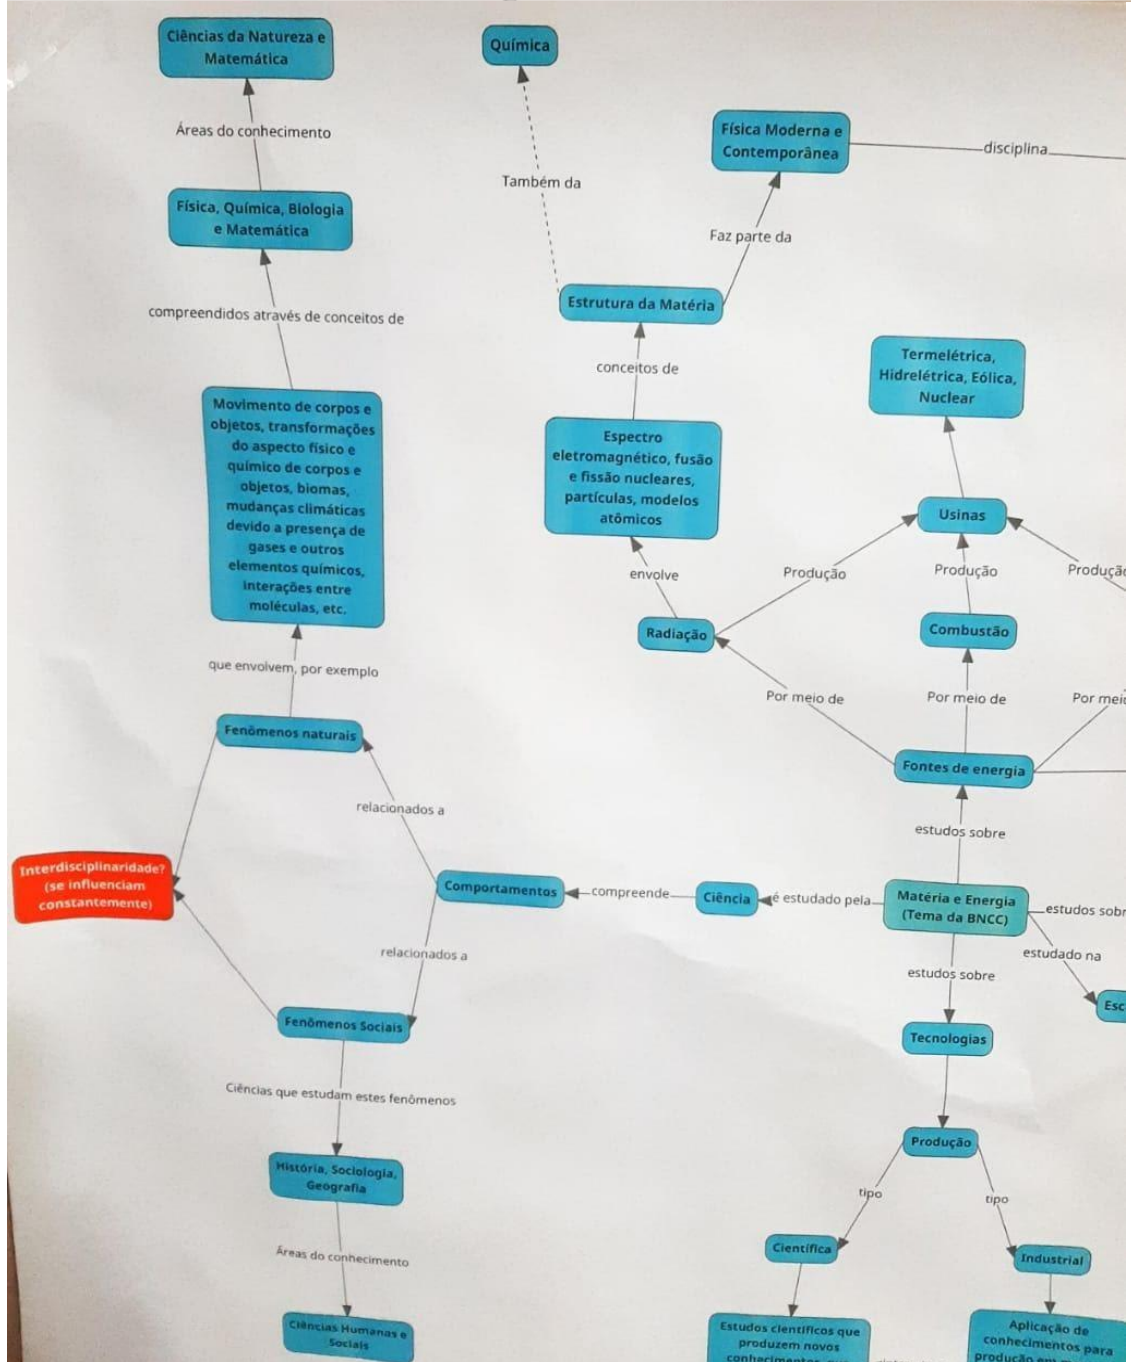 Ciências da Natureza e
Matemática
Química
Física Moderna e
Contemporânea
disciplina
Áreas do conhecimento
Também da
Física, Química, Biologia
e Matemática
Faz parte da
Estrutura da Matéria
compreendidos através de conceitos de
conceitos de
Termelétrica,
Hidrelétrica, Eólica,
Nuclear
Movimento de corpos e
objetos, transformações
do aspecto físico e
químico de corpos e
objetos, biomas,
mudanças climáticas
devido a presença de
gases e outros
elementos químicos,
interações entre
moléculas, etc.
Espectro
eletromagnético, fusão
e fissão nucleares,
partículas, modelos
atômicos
Usinas
envolve
Produção
Produção
Produção
Radiação
Combustão
que envolvem, por exemplo
Por meio de
Por meio de
Por meio
Fenômenos naturais
Fontes de energia
relacionados a
estudos sobre
Interdisciplinaridade?
(se influenciam
constantemente)
Comportamentos
compreende
Ciência
é estudado pela
Matéria e Energia
(Tema da BNCC)
estudos sobr
estudado na
relacionados a
estudos sobre
Esc
Fenômenos Sociais
Tecnologias
Ciências que estudam estes fenômenos
Produção
História, Sociologia,
Geografia
tipo
tipo
Áreas do conhecimento
Científica
Industrial
Ciências Humanas e
Sociais
Estudos científicos que
produzem novos
Aplicação de
conhecimentos para